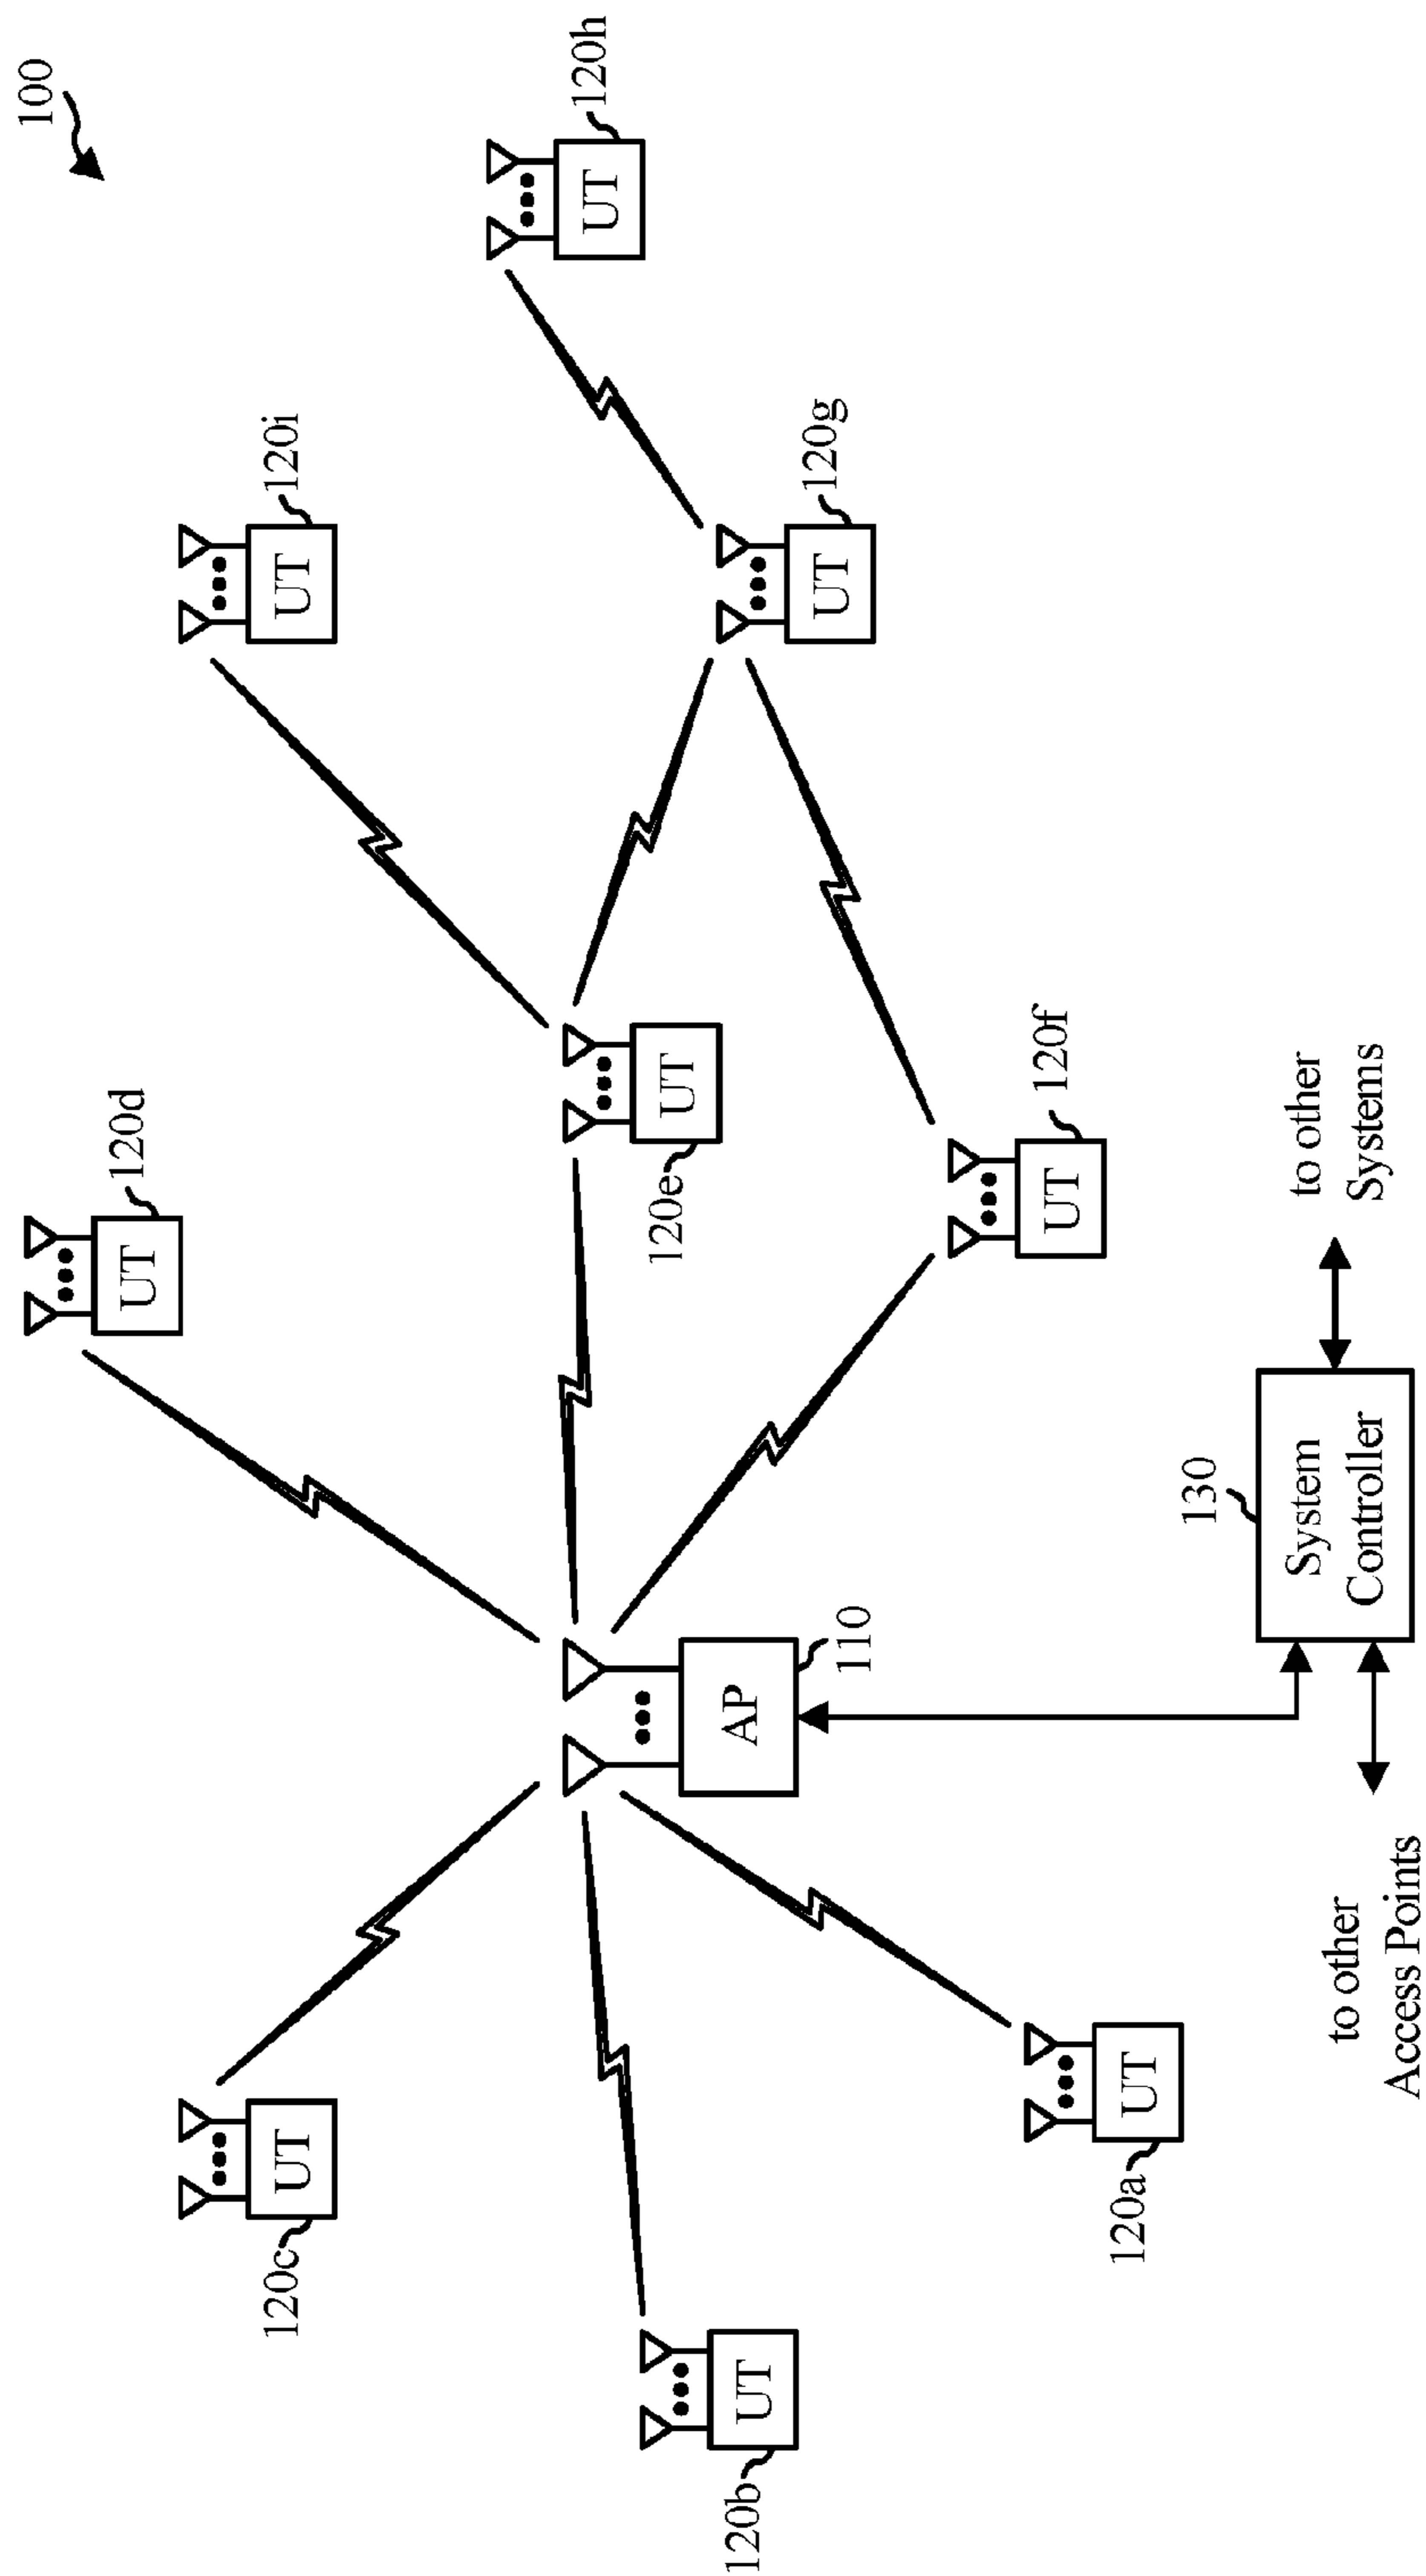 100
UT
120d
UT
120c
UT
120i
UT
120h
AP
110
UT
120e
UT
120g
UT
120b
UT
120f
UT
120a
130
System
Controller
to other
Systems
to other
Access Points